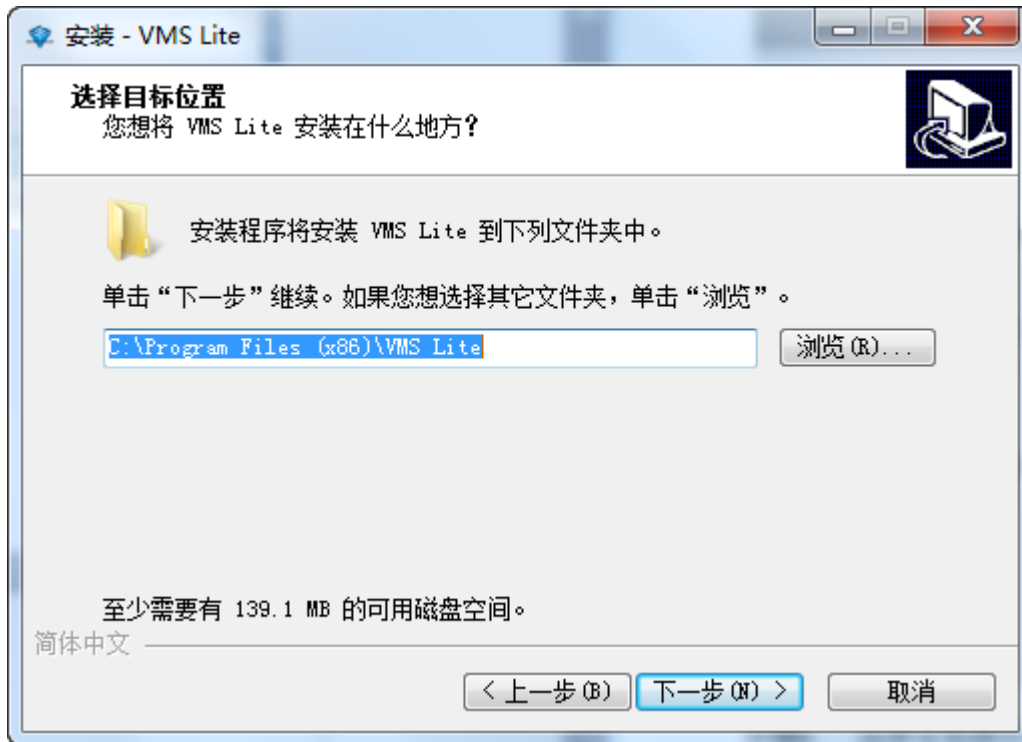 安装 - VMS Lite
选择目标位置
您想将 VMS Lite 安装在什么地方?
安装程序将安装 VMS Lite 到下列文件夹中。
单击“下一步”继续。如果您想选择其它文件夹，单击“浏览”。
C:\Program Files (x86)\VMS Lite
浏览(R)...
至少需要有 139.1 MB 的可用磁盘空间。
简体中文
< 上一步(B)
下一步(N) >
取消